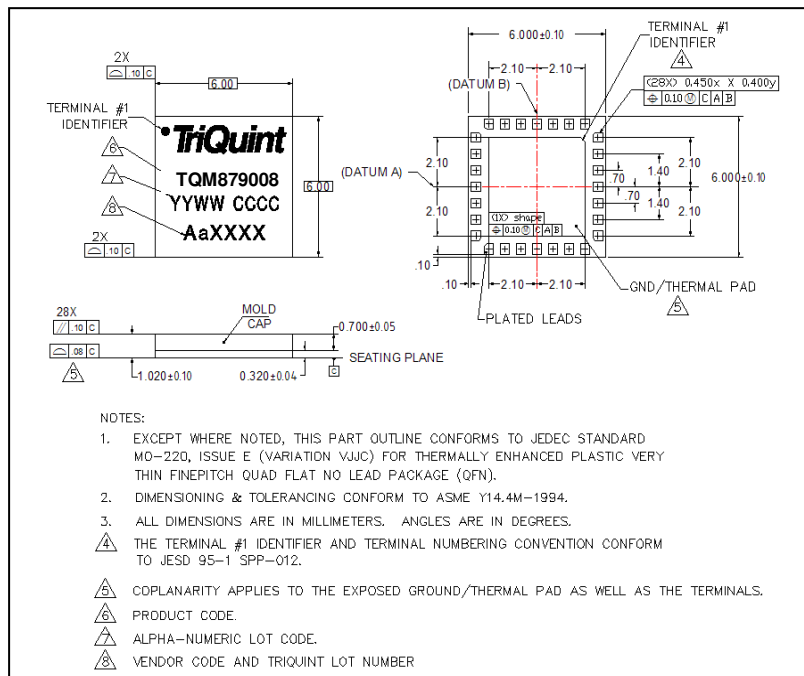 2X
⌓ .10 C
6.00
TERMINAL #1
IDENTIFIER
6
7
8
TriQuint
TQM879008
YYWW CCCC
AaXXXX
6.00
2X
⌓ .10 C
6.000±0.10
2.10 2.10
(DATUM B)
TERMINAL #1
IDENTIFIER
4
(28X) 0.450x X 0.400y
⌖ 0.10 Ⓜ C A B
(DATUM A)
2.10
2.10
.70
.70
1.40
1.40
2.10
2.10
6.000±0.10
(1X) shape
⌖ 0.10 Ⓜ C A B
.10
.10
2.10 2.10
PLATED LEADS
GND/THERMAL PAD
5
28X
// .10 C
⌓ .08 C
5
MOLD
CAP
0.700±0.05
SEATING PLANE
C
1.020±0.10
0.320±0.04
NOTES:
1. EXCEPT WHERE NOTED, THIS PART OUTLINE CONFORMS TO JEDEC STANDARD
MO-220, ISSUE E (VARIATION VJJC) FOR THERMALLY ENHANCED PLASTIC VERY
THIN FINEPITCH QUAD FLAT NO LEAD PACKAGE (QFN).
2. DIMENSIONING & TOLERANCING CONFORM TO ASME Y14.4M-1994.
3. ALL DIMENSIONS ARE IN MILLIMETERS. ANGLES ARE IN DEGREES.
4 THE TERMINAL #1 IDENTIFIER AND TERMINAL NUMBERING CONVENTION CONFORM
TO JESD 95-1 SPP-012.
5 COPLANARITY APPLIES TO THE EXPOSED GROUND/THERMAL PAD AS WELL AS THE TERMINALS.
6 PRODUCT CODE.
7 ALPHA-NUMERIC LOT CODE.
8 VENDOR CODE AND TRIQUINT LOT NUMBER